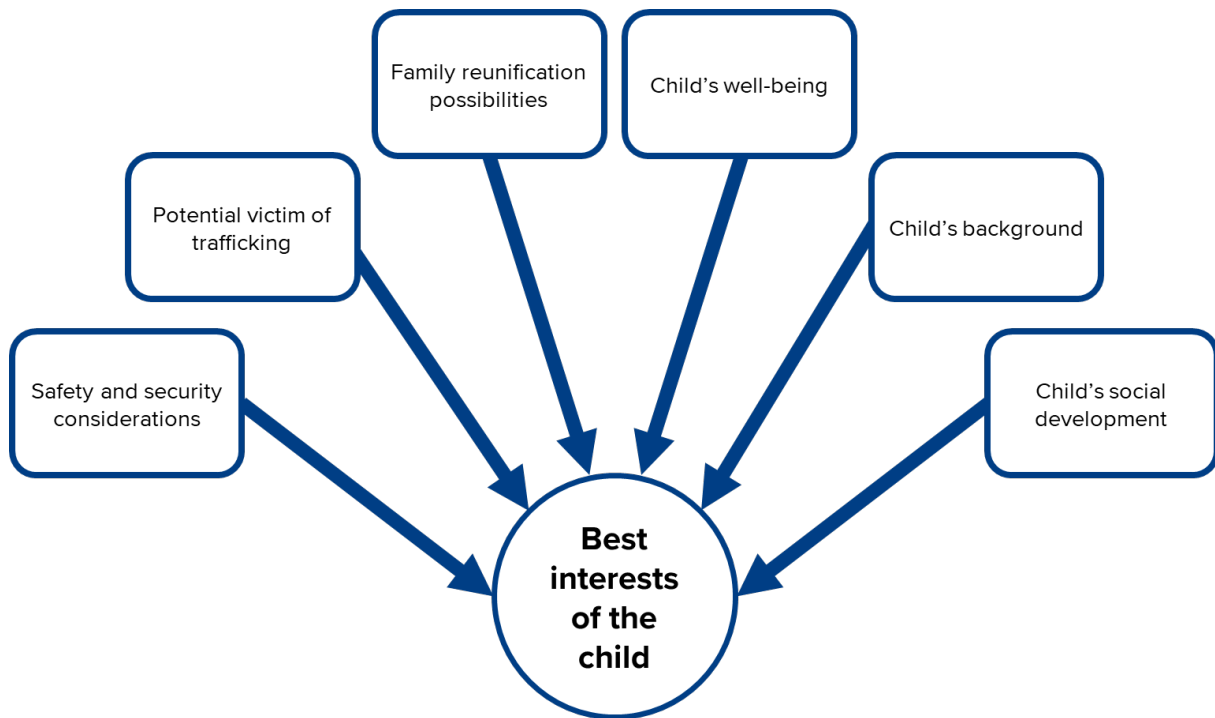 Family reunification
possibilities
Child’s well-being
Potential victim of
trafficking
Child’s background
Safety and security
considerations
Child’s social
development
Best
interests
of the
child